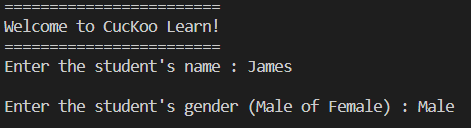 ========================
Welcome to CucKoo Learn!
========================
Enter the student's name : James
Enter the student's gender (Male of Female) : Male